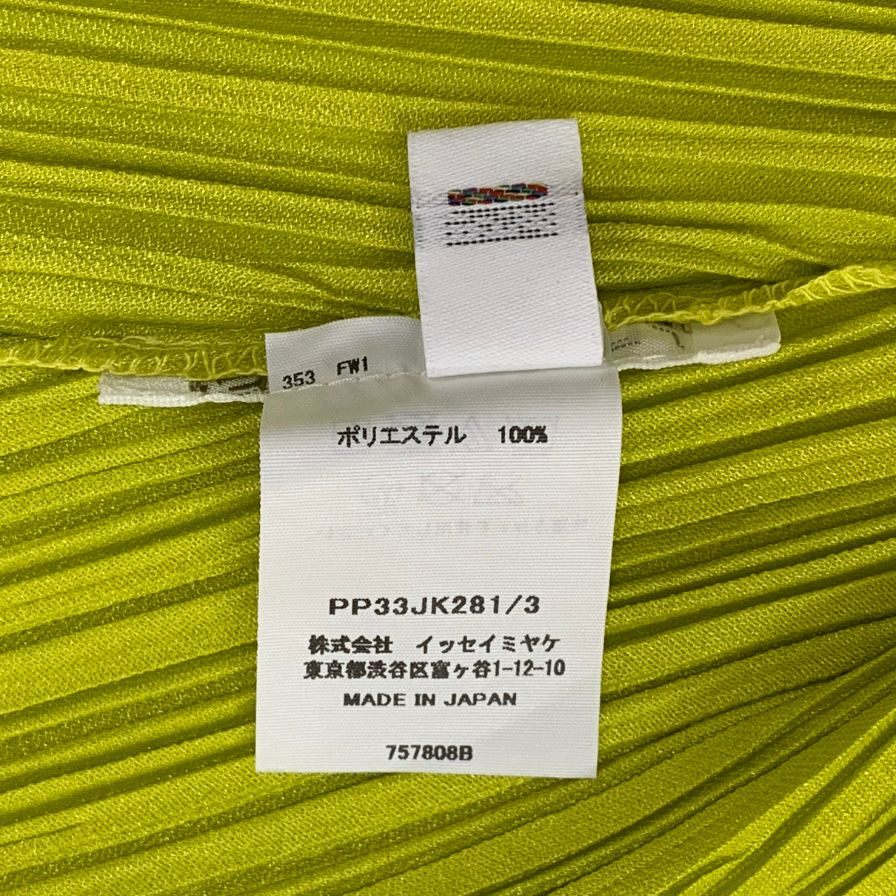 353 FW1
ポリエステル 100%
PP33JK281/3
株式会社 イッセイミヤケ
東京都渋谷区富ヶ谷1-12-10
MADE IN JAPAN
757808B